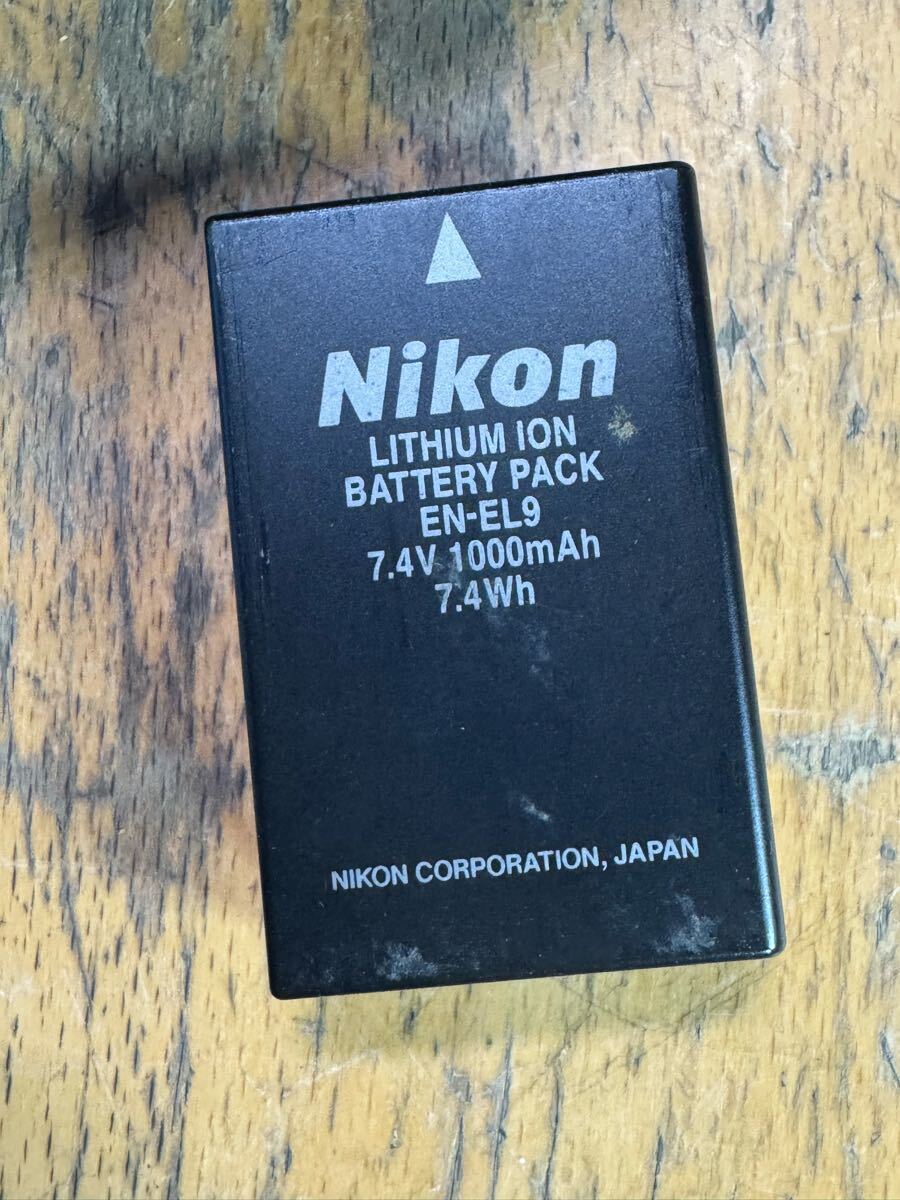 Nikon
LITHIUM ION
BATTERY PACK
EN-EL9
7.4V 1000mAh
7.4Wh
NIKON CORPORATION, JAPAN